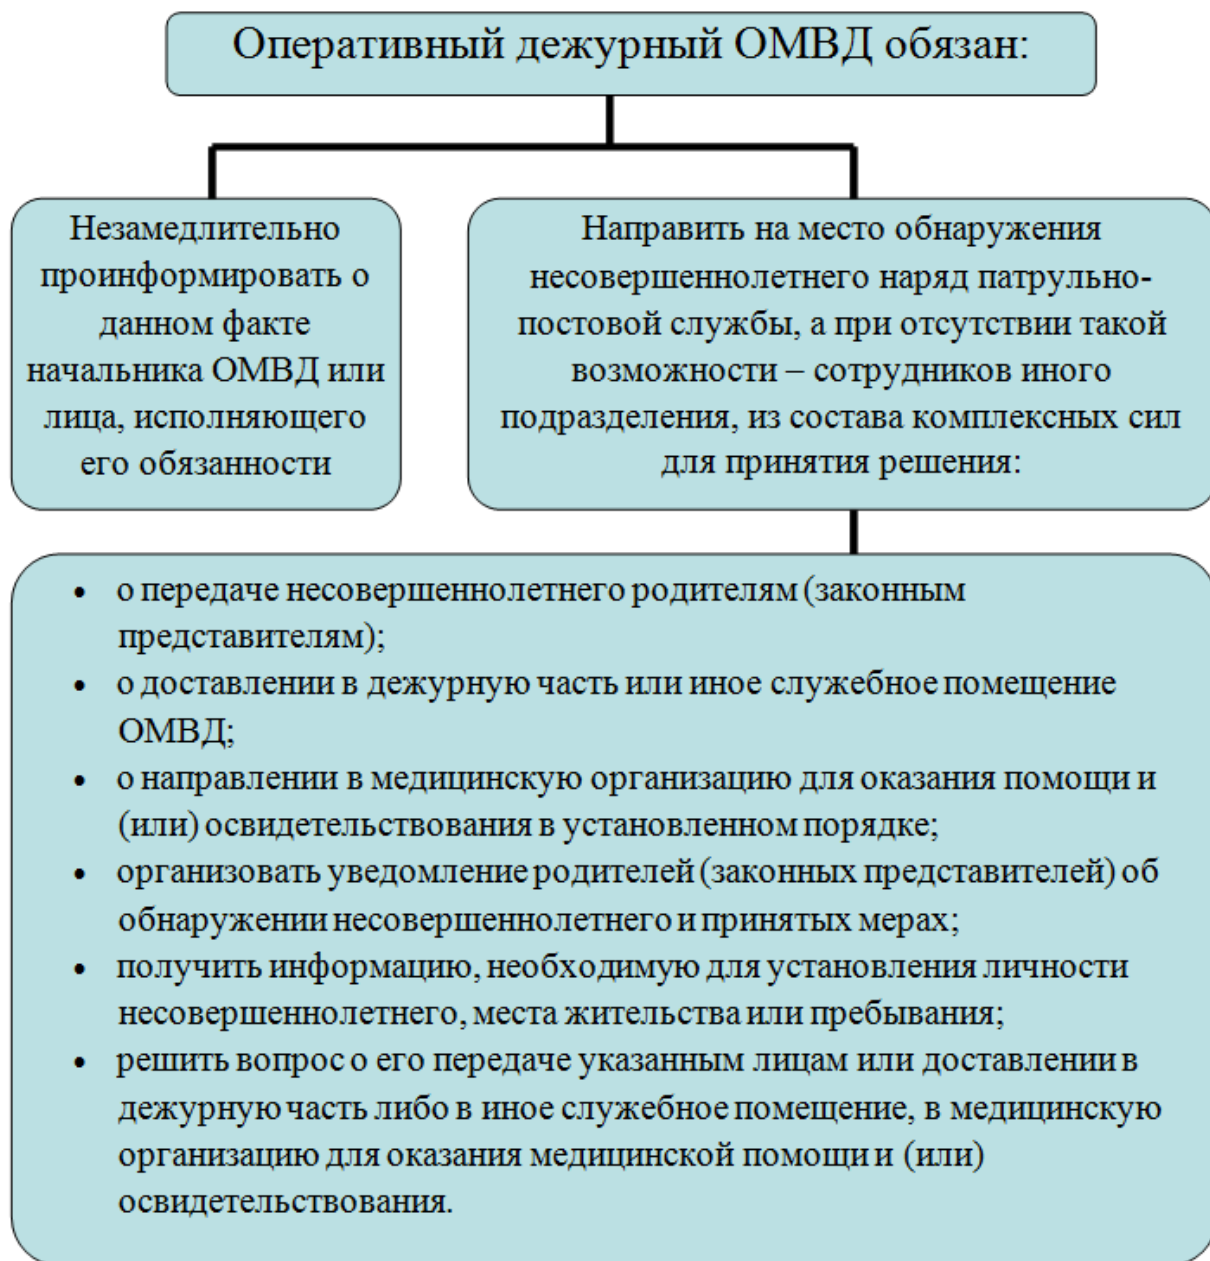 Оперативный дежурный ОМВД обязан:
Незамедлительно
проинформировать о
данном факте
начальника ОМВД или
лица, исполняющего
его обязанности
Направить на место обнаружения
несовершеннолетнего наряд патрульно-
постовой службы, а при отсутствии такой
возможности – сотрудников иного
подразделения, из состава комплексных сил
для принятия решения:
• о передаче несовершеннолетнего родителям (законным
представителям);
• о доставлении в дежурную часть или иное служебное помещение
ОМВД;
• о направлении в медицинскую организацию для оказания помощи и
(или) освидетельствования в установленном порядке;
• организовать уведомление родителей (законных представителей) об
обнаружении несовершеннолетнего и принятых мерах;
• получить информацию, необходимую для установления личности
несовершеннолетнего, места жительства или пребывания;
• решить вопрос о его передаче указанным лицам или доставлении в
дежурную часть либо в иное служебное помещение, в медицинскую
организацию для оказания медицинской помощи и (или)
освидетельствования.